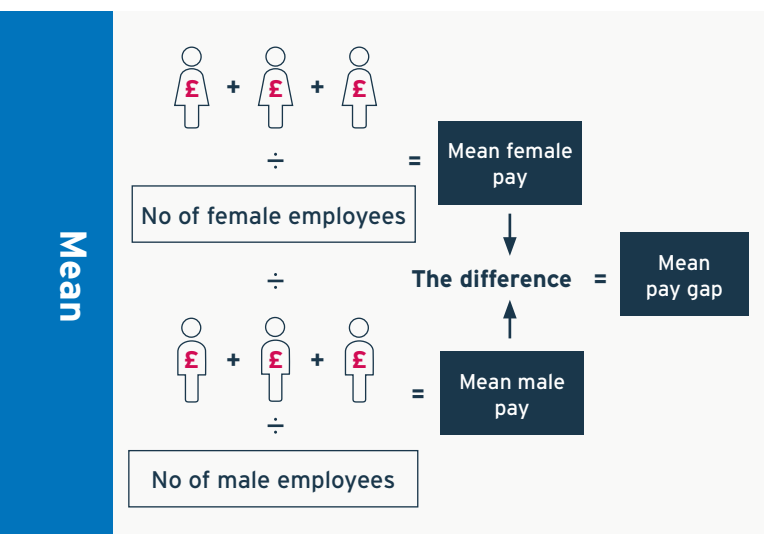 Mean
£ + £ + £
÷
No of female employees
=
Mean female
pay
÷
£ + £ + £
÷
No of male employees
=
Mean male
pay
The difference
=
Mean
pay gap